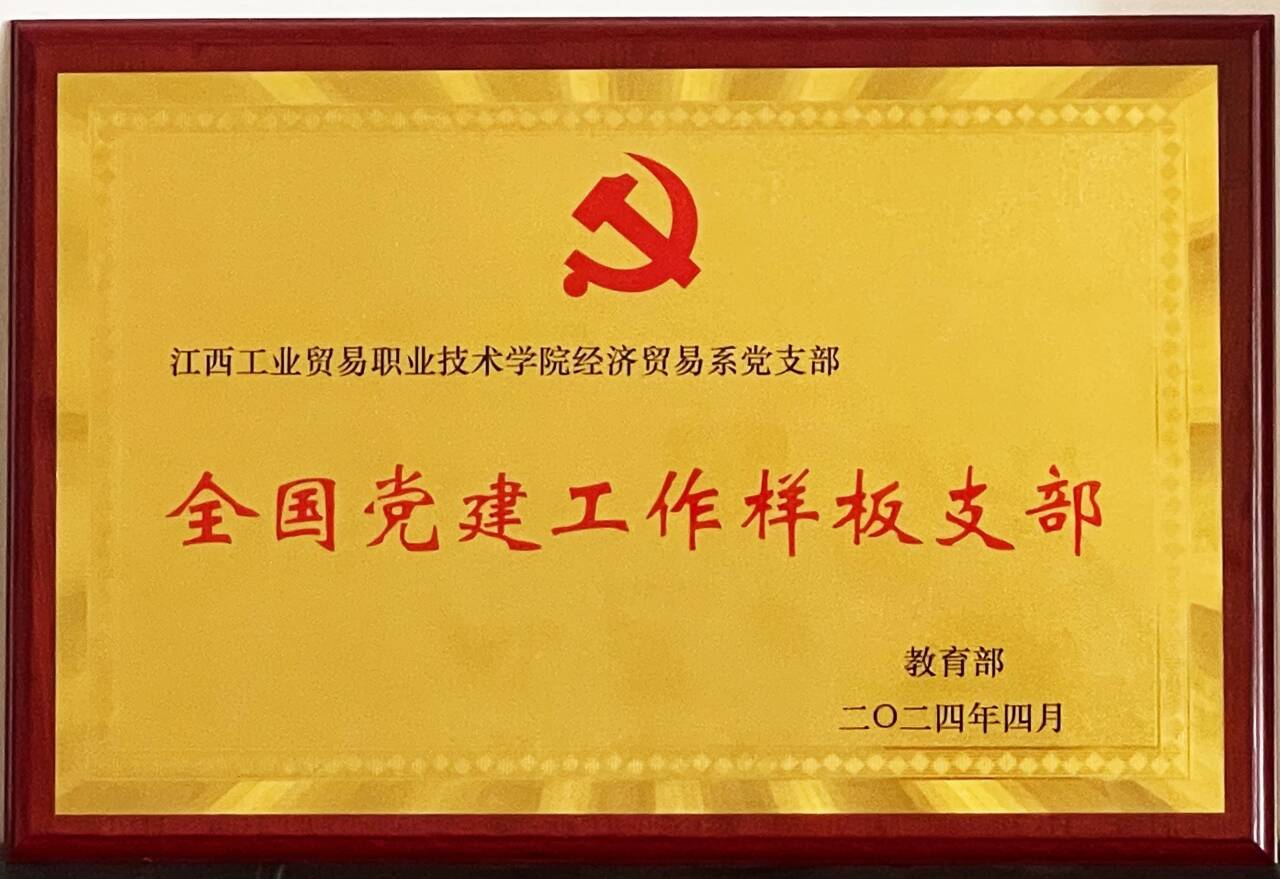 江西工业贸易职业技术学院经济贸易系党支部
全国党建工作样板支部
教育部
二〇二四年四月